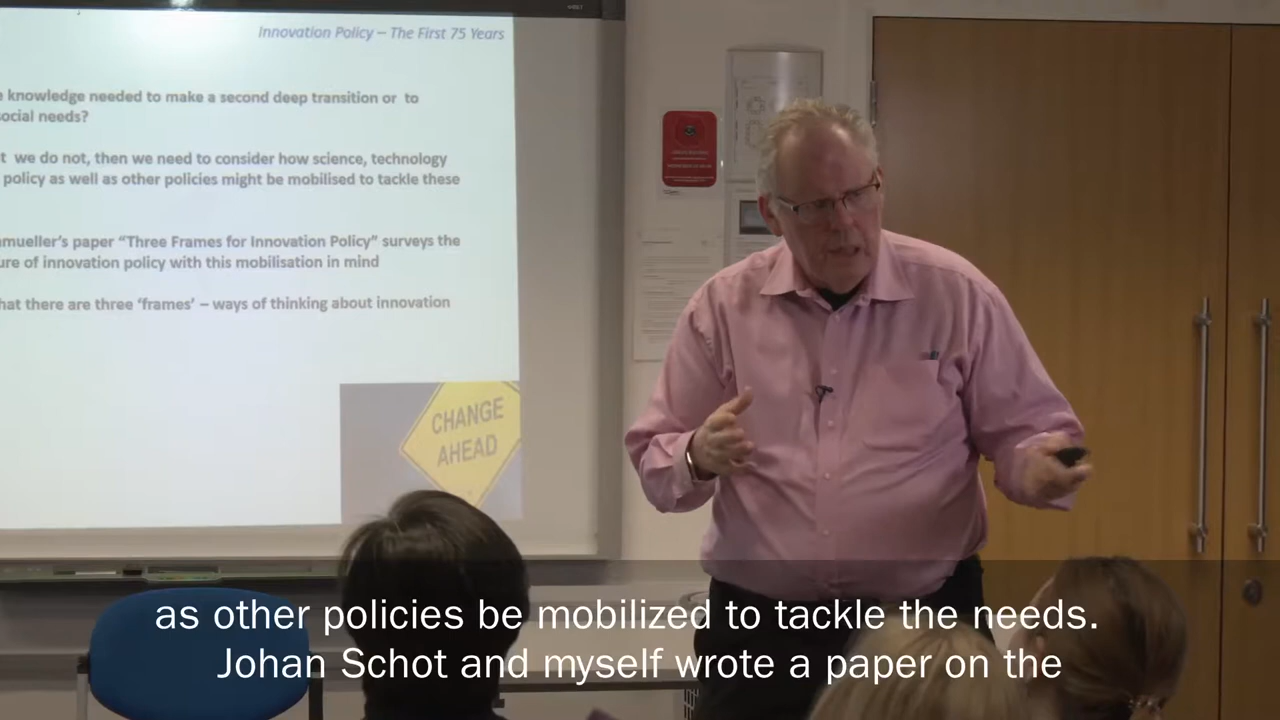 Innovation Policy – The First 75 Years
knowledge needed to make a second deep transition or to
social needs?
we do not, then we need to consider how science, technology
policy as well as other policies might be mobilised to tackle these
paper “Three Frames for Innovation Policy” surveys the
of innovation policy with this mobilisation in mind
that there are three ‘frames’ – ways of thinking about innovation
CHANGE
AHEAD
as other policies be mobilized to tackle the needs.
Johan Schot and myself wrote a paper on the